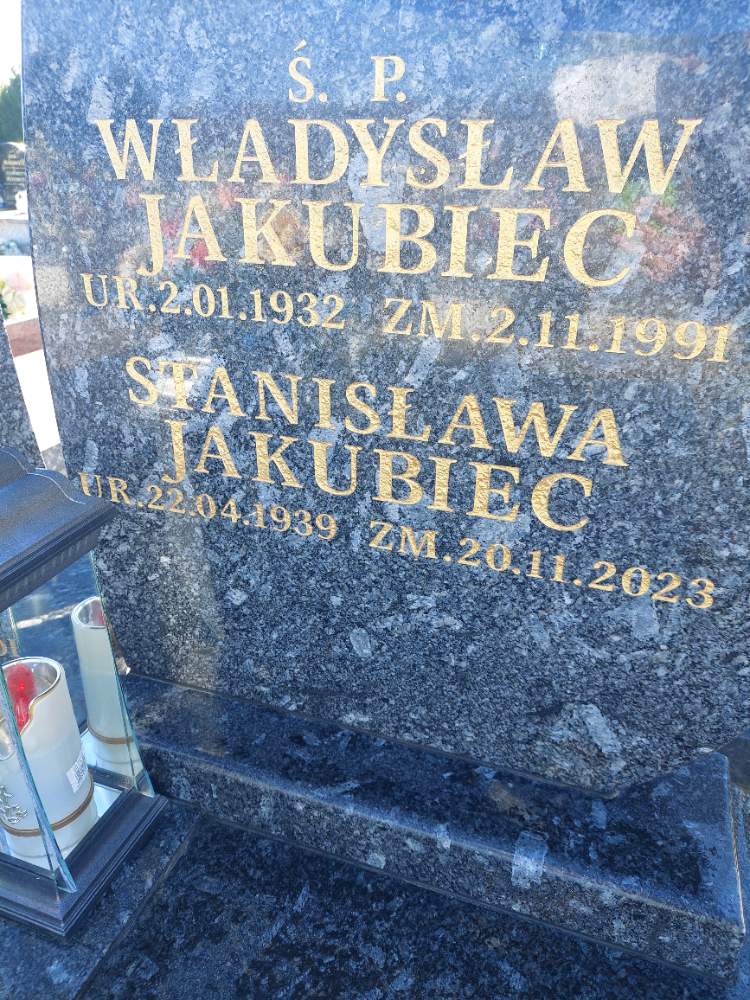 Ś. P.
WŁADYSŁAW
JAKUBIEC
UR.2.01.1932 ZM.2.11.1991
STANISŁAWA
JAKUBIEC
UR.22.04.1939 ZM.20.11.2023